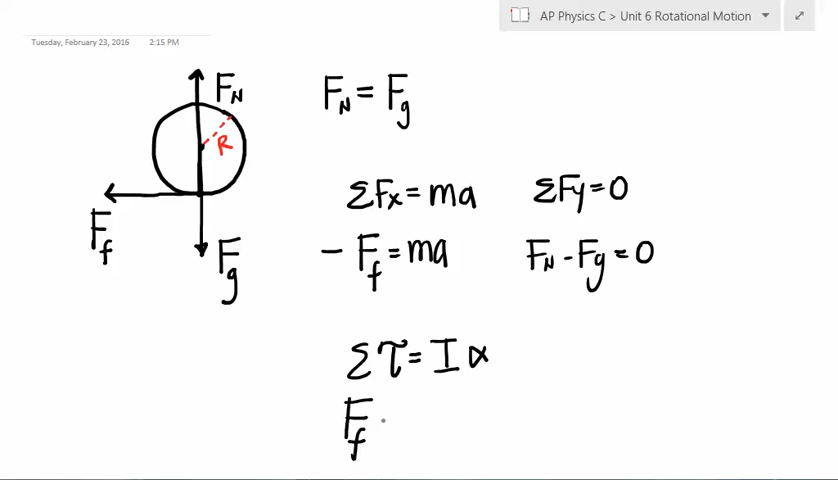 AP Physics C > Unit 6 Rotational Motion
Tuesday, February 23, 2016 2:15 PM
F_N
R
F_f
F_g
F_N = F_g
ΣFx = ma ΣFy = 0
- F_f = ma F_N - F_g = 0
Στ = I α
F_f